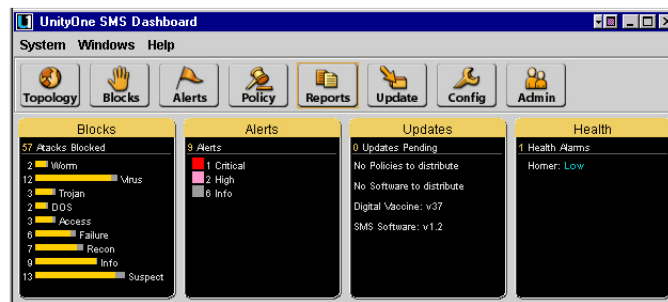 UnityOne SMS Dashboard
System Windows Help
Topology Blocks Alerts Policy Reports Update Config Admin
Blocks
57 Atacks Blocked
2 Worm
12 Virus
3 Trojan
2 DOS
3 Access
6 Failure
7 Recon
9 Info
13 Suspect
Alerts
9 Alerts
1 Critical
2 High
6 Info
Updates
0 Updates Pending
No Policies to distribute
No Software to distribute
Digital Vaccine: v37
SMS Software: v1.2
Health
1 Health Alarms
Homer: Low